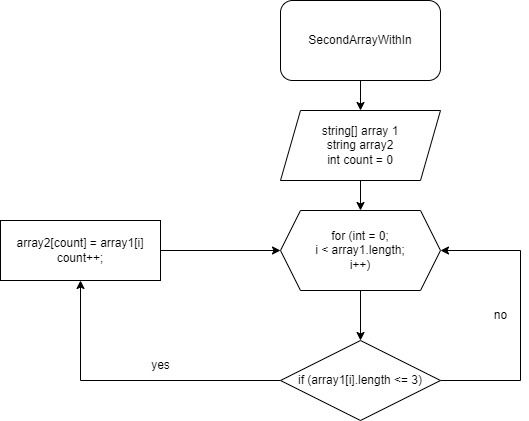 SecondArrayWithIn
string[] array 1
string array2
int count = 0
for (int = 0;
i < array1.length;
i++)
array2[count] = array1[i]
count++;
no
yes
if (array1[i].length <= 3)